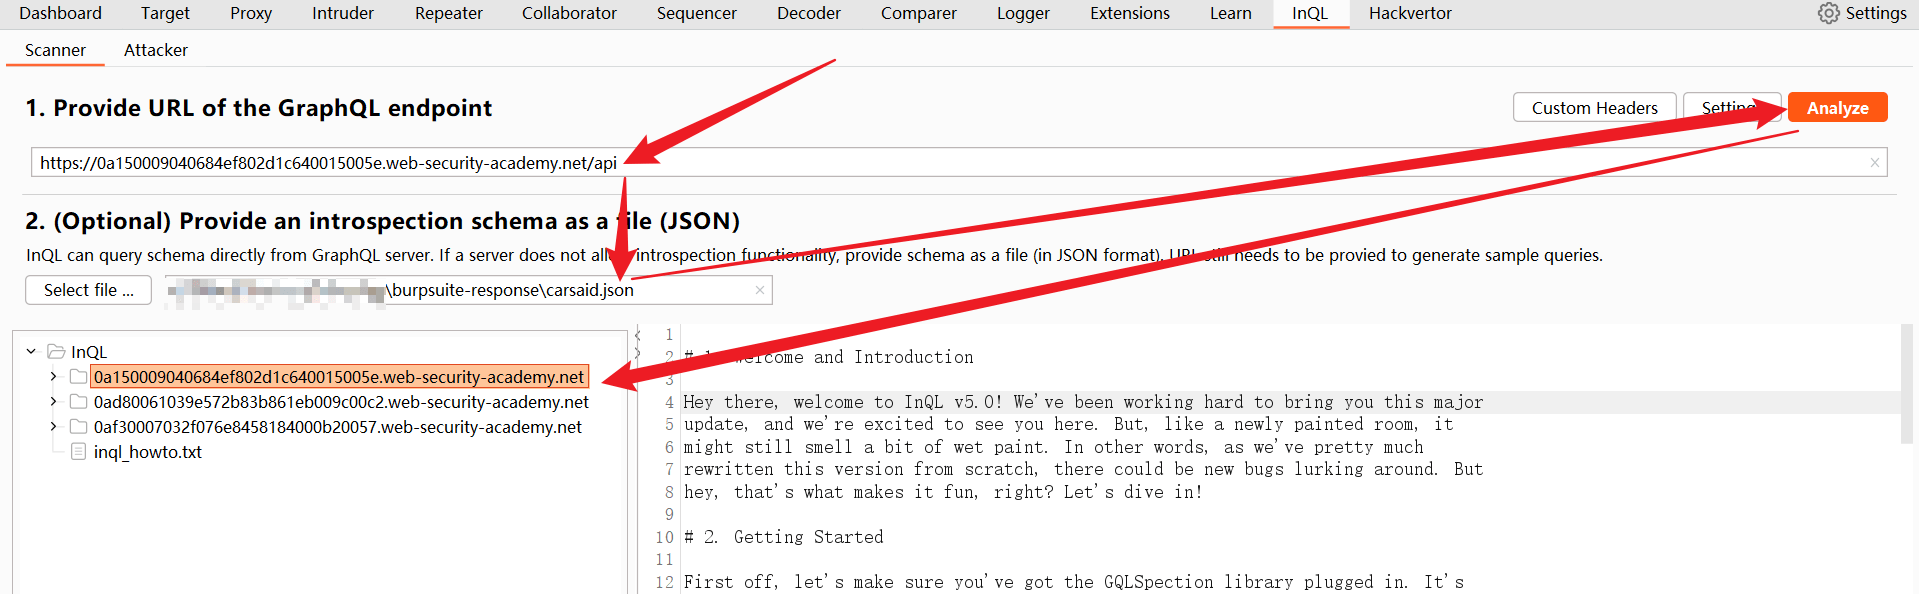 Dashboard Target Proxy Intruder Repeater Collaborator Sequencer Decoder Comparer Logger Extensions Learn InQL Hackvertor Settings
Scanner Attacker
1. Provide URL of the GraphQL endpoint
Custom Headers Analyze
https://0a150009040684ef802d1c640015005e.web-security-academy.net/api
2. (Optional) Provide an introspection schema as a file (JSON)
InQL can query schema directly from GraphQL server. If a server does not introspection functionality, provide schema as a file (in JSON format). URL still needs to be provied to generate sample queries.
Select file ... \burpsuite-response\carsaid.json
InQL
0a150009040684ef802d1c640015005e.web-security-academy.net
0ad80061039e572b83b861eb009c00c2.web-security-academy.net
0af30007032f076e8458184000b20057.web-security-academy.net
inql_howto.txt
1
2 # 1. Welcome and Introduction
3
4 Hey there, welcome to InQL v5.0! We've been working hard to bring you this major
5 update, and we're excited to see you here. But, like a newly painted room, it
6 might still smell a bit of wet paint. In other words, as we've pretty much
7 rewritten this version from scratch, there could be new bugs lurking around. But
8 hey, that's what makes it fun, right? Let's dive in!
9
10 # 2. Getting Started
11
12 First off, let's make sure you've got the GQLSpection library plugged in. It's